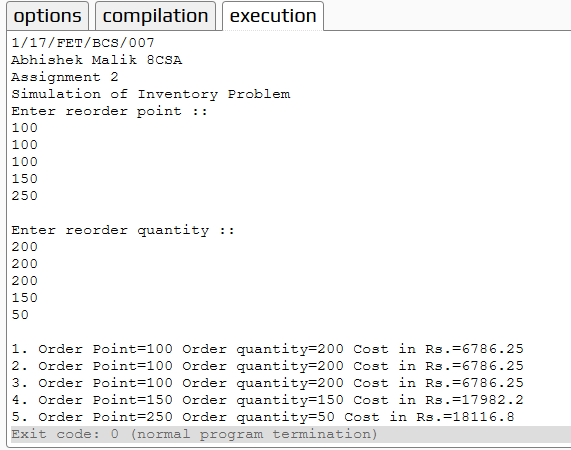 options compilation execution
1/17/FET/BCS/007
Abhishek Malik 8CSA
Assignment 2
Simulation of Inventory Problem
Enter reorder point ::
100
100
100
150
250
Enter reorder quantity ::
200
200
200
150
50
1. Order Point=100 Order quantity=200 Cost in Rs.=6786.25
2. Order Point=100 Order quantity=200 Cost in Rs.=6786.25
3. Order Point=100 Order quantity=200 Cost in Rs.=6786.25
4. Order Point=150 Order quantity=150 Cost in Rs.=17982.2
5. Order Point=250 Order quantity=50 Cost in Rs.=18116.8
Exit code: 0 (normal program termination)